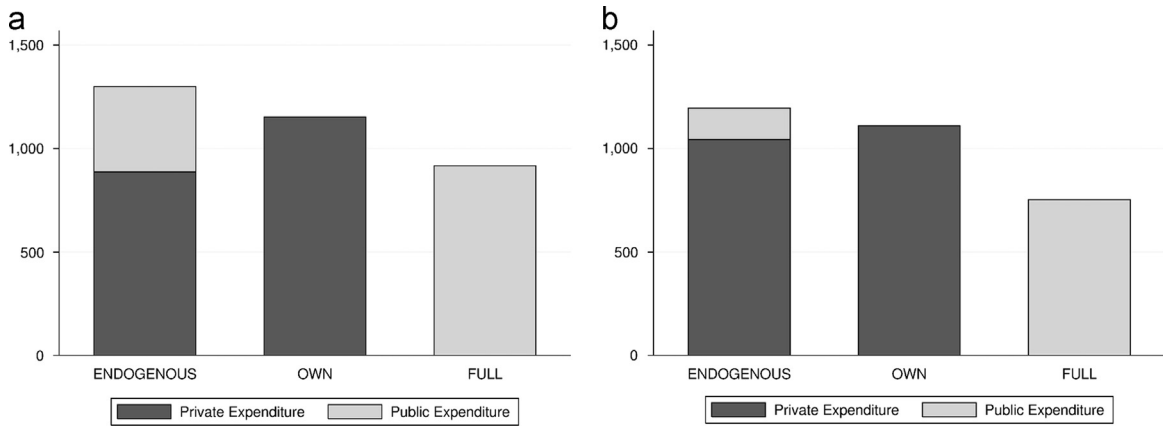 a
1,500
1,000
500
0
ENDOGENOUS OWN FULL
Private Expenditure Public Expenditure
b
1,500
1,000
500
0
ENDOGENOUS OWN FULL
Private Expenditure Public Expenditure